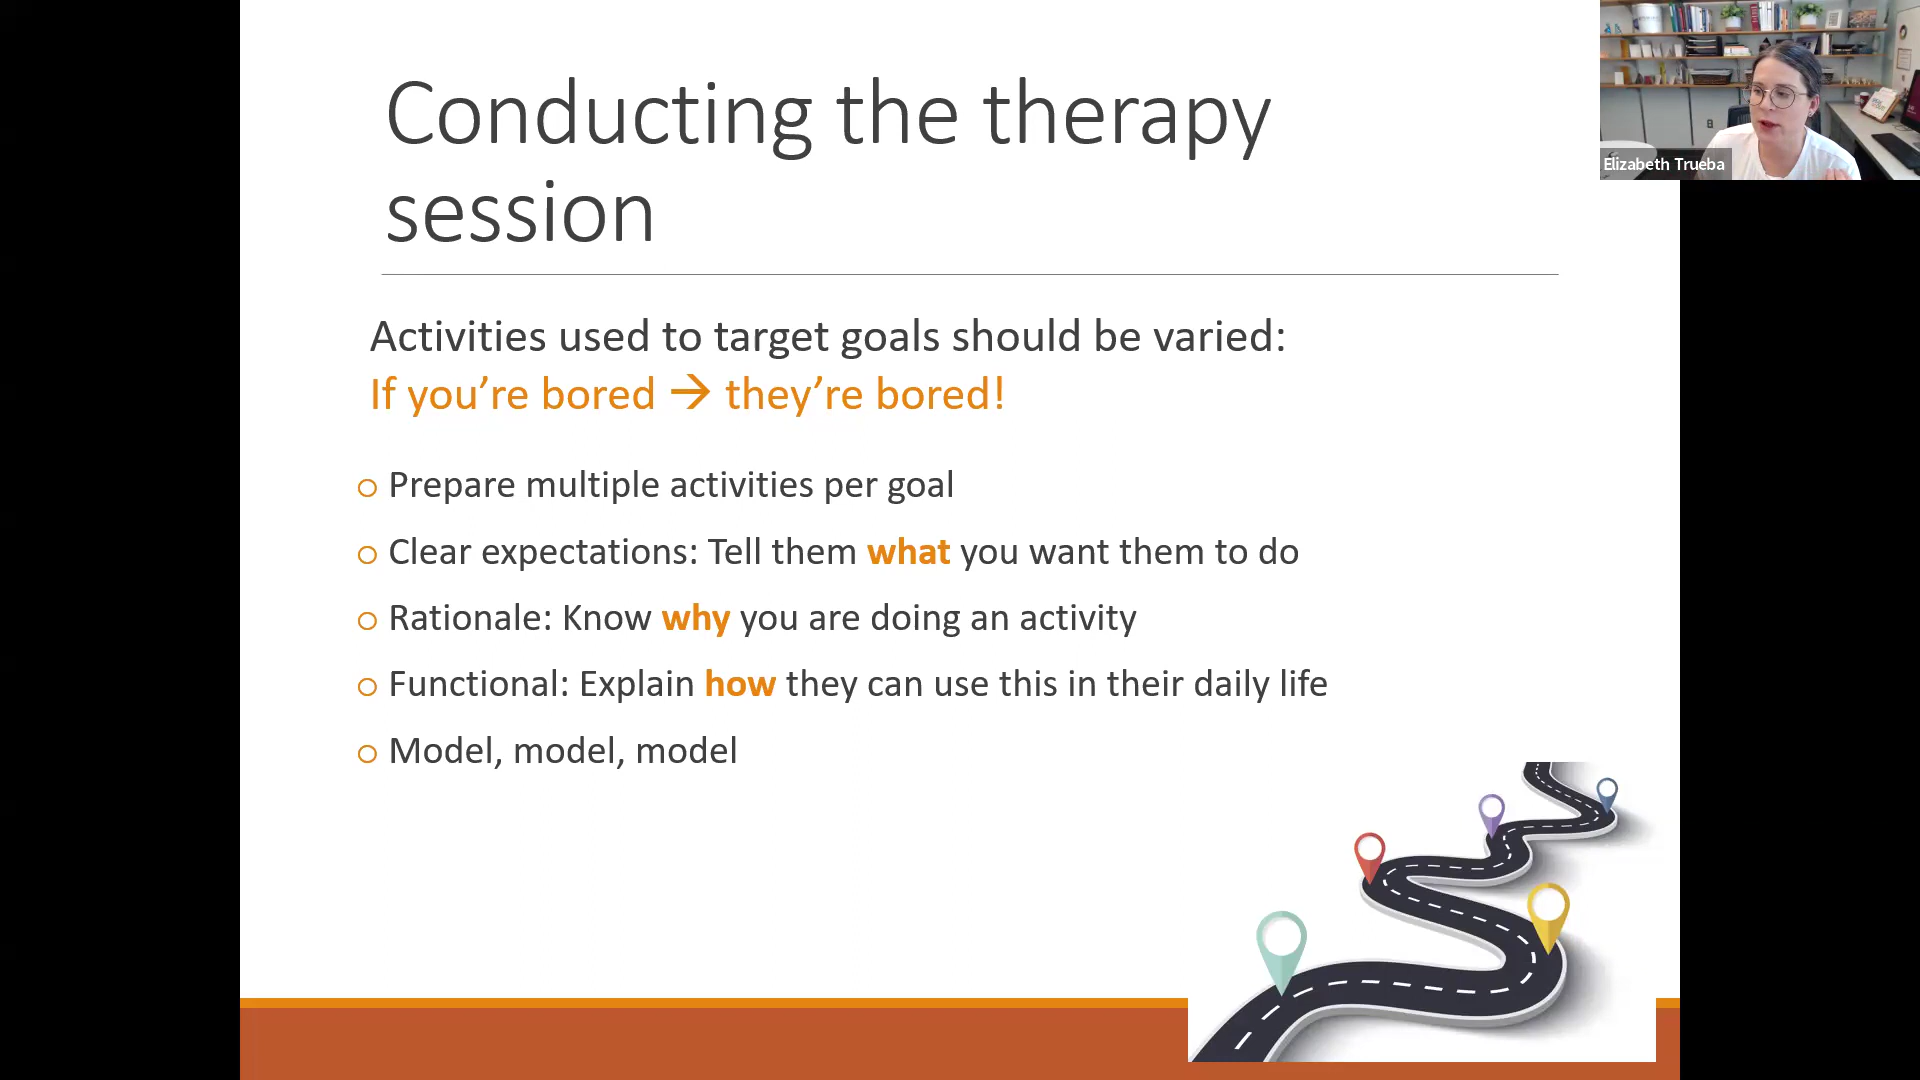 Conducting the therapy
session
Activities used to target goals should be varied:
If you're bored → they're bored!
Prepare multiple activities per goal
Clear expectations: Tell them what you want them to do
Rationale: Know why you are doing an activity
Functional: Explain how they can use this in their daily life
Model, model, model
Elizabeth Trueba